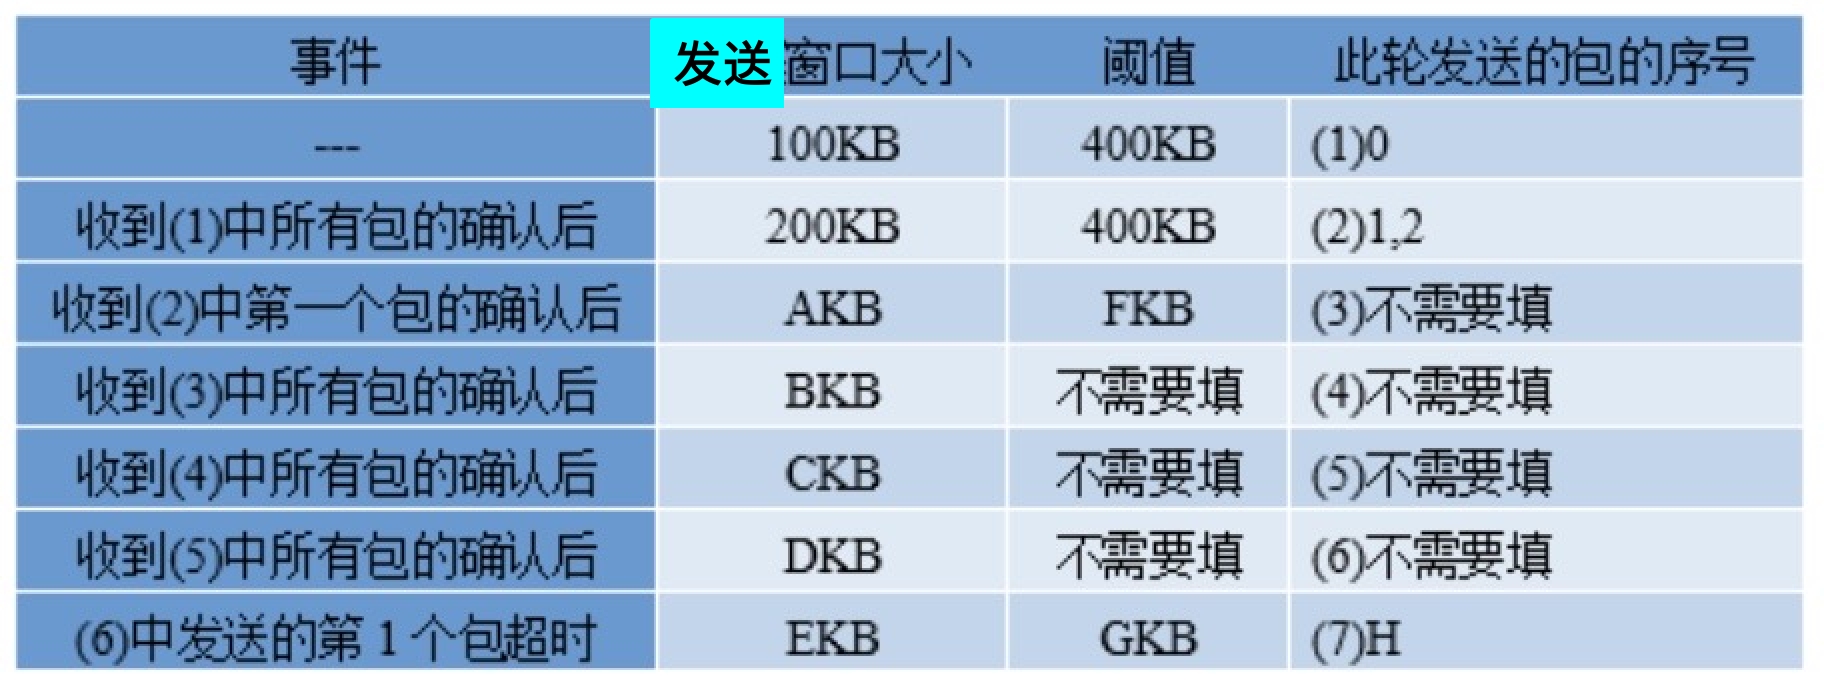 事件 发送窗口大小 阈值 此轮发送的包的序号
--- 100KB 400KB (1)0
收到(1)中所有包的确认后 200KB 400KB (2)1,2
收到(2)中第一个包的确认后 AKB FKB (3)不需要填
收到(3)中所有包的确认后 BKB 不需要填 (4)不需要填
收到(4)中所有包的确认后 CKB 不需要填 (5)不需要填
收到(5)中所有包的确认后 DKB 不需要填 (6)不需要填
(6)中发送的第1个包超时 EKB GKB (7)H